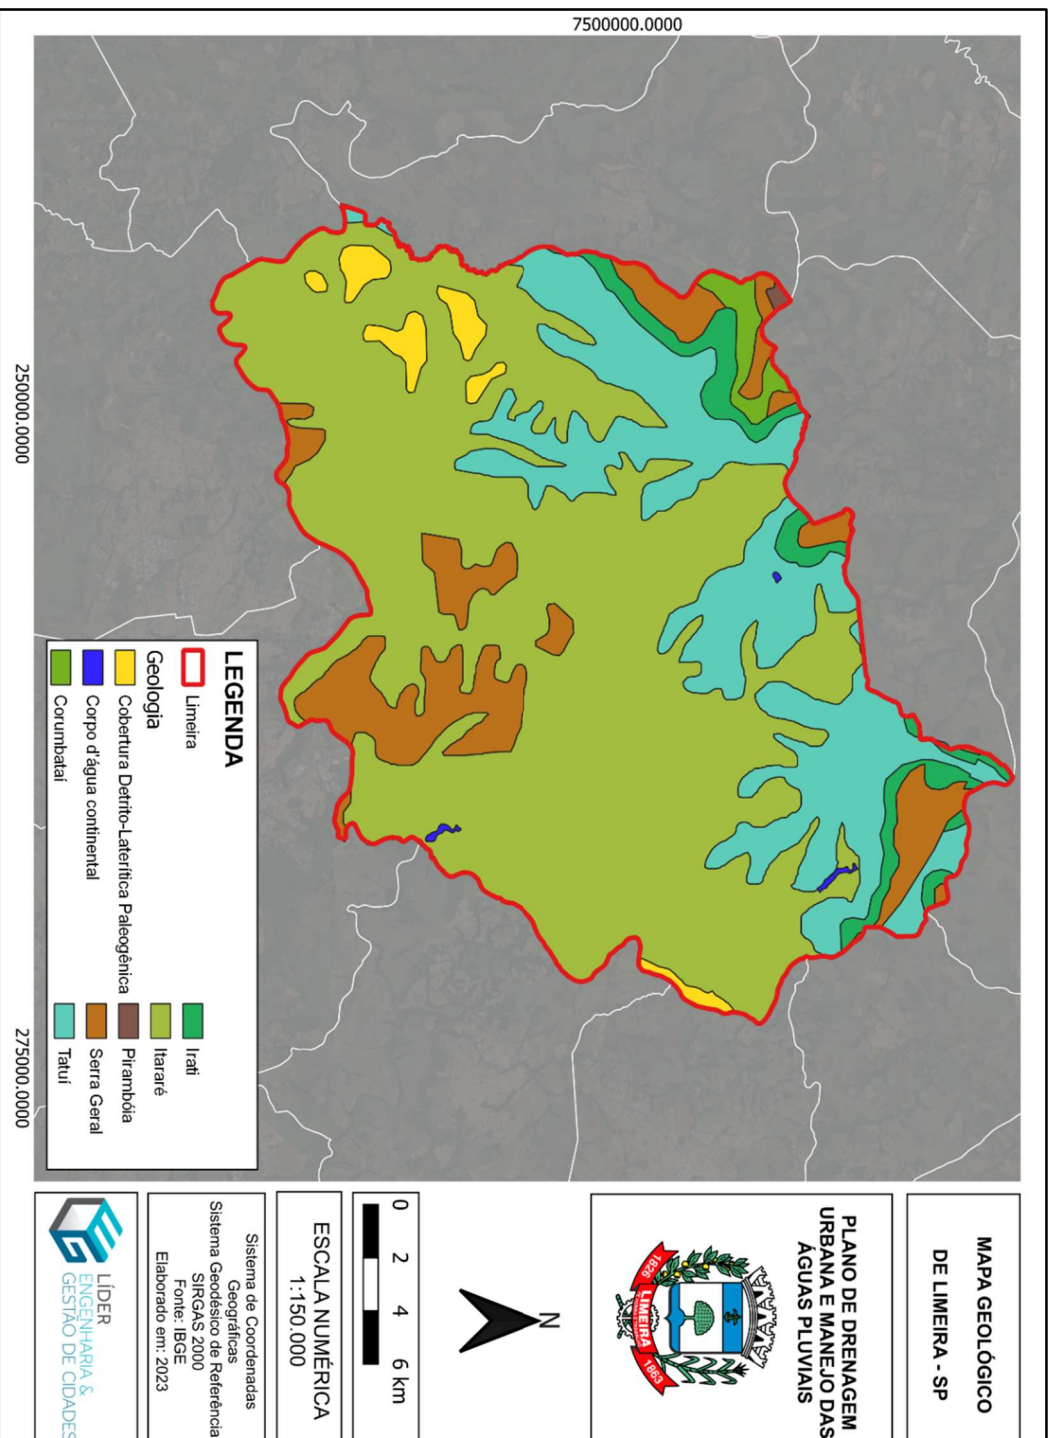 7500000.0000
250000.0000
275000.0000
LEGENDA
Limeira
Geologia
Cobertura Detrito-Laterítica Paleogênica
Corpo d'água continental
Corumbataí
Irati
Itararé
Pirambóia
Serra Geral
Tatuí
MAPA GEOLÓGICO
DE LIMEIRA - SP
PLANO DE DRENAGEM
URBANA E MANEJO DAS
ÁGUAS PLUVIAIS
1826
LIMEIRA
1863
N
0 2 4 6 km
ESCALA NUMÉRICA
1:150.000
Sistema de Coordenadas
Geográficas
Sistema Geodésico de Referência
SIRGAS 2000
Fonte: IBGE
Elaborado em: 2023
LÍDER
ENGENHARIA &
GESTÃO DE CIDADES